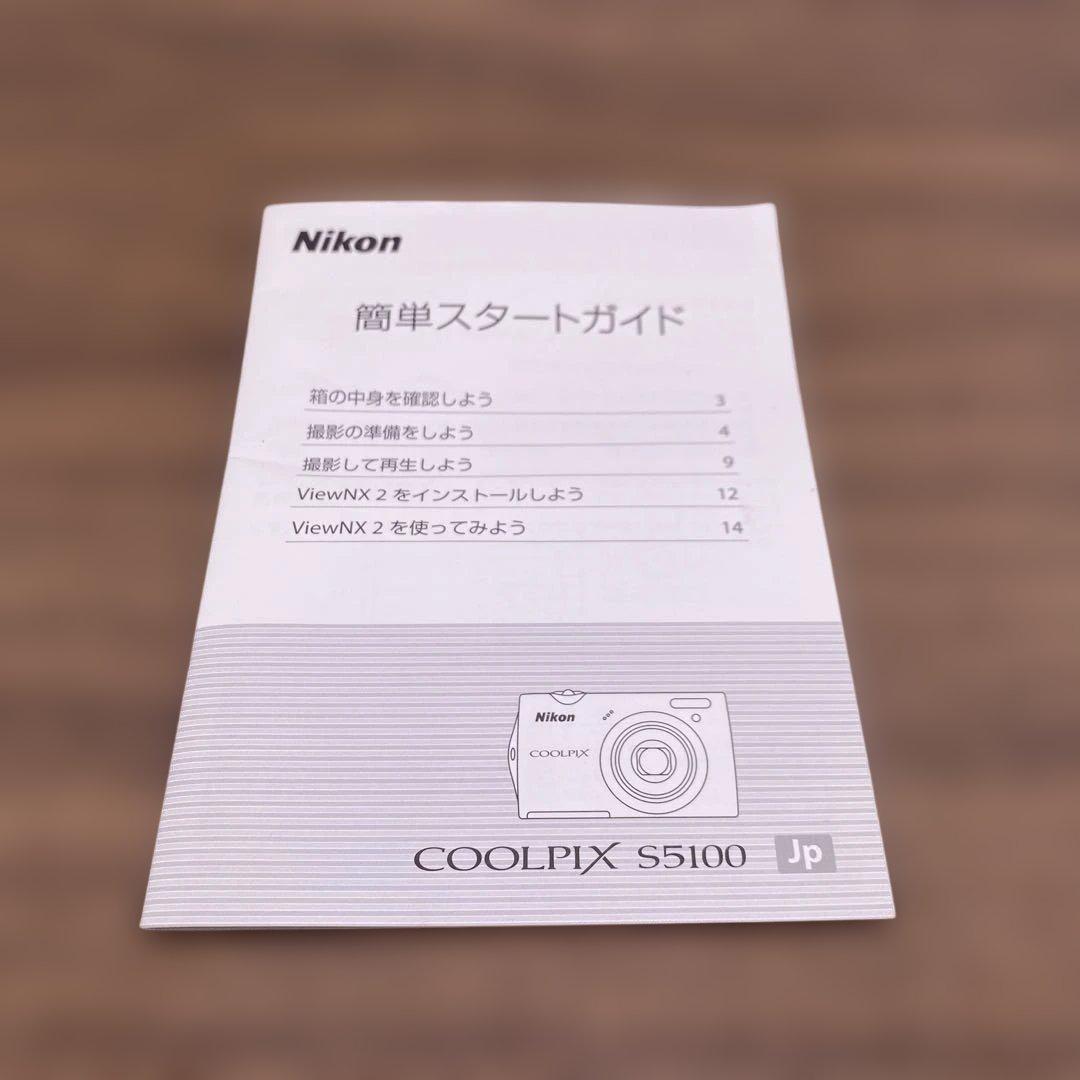 Nikon
簡単スタートガイド
箱の中身を確認しよう 3
撮影の準備をしよう 4
撮影して再生しよう 9
ViewNX 2 をインストールしよう 12
ViewNX 2 を使ってみよう 14
Nikon
COOLPIX
COOLPIX S5100 Jp